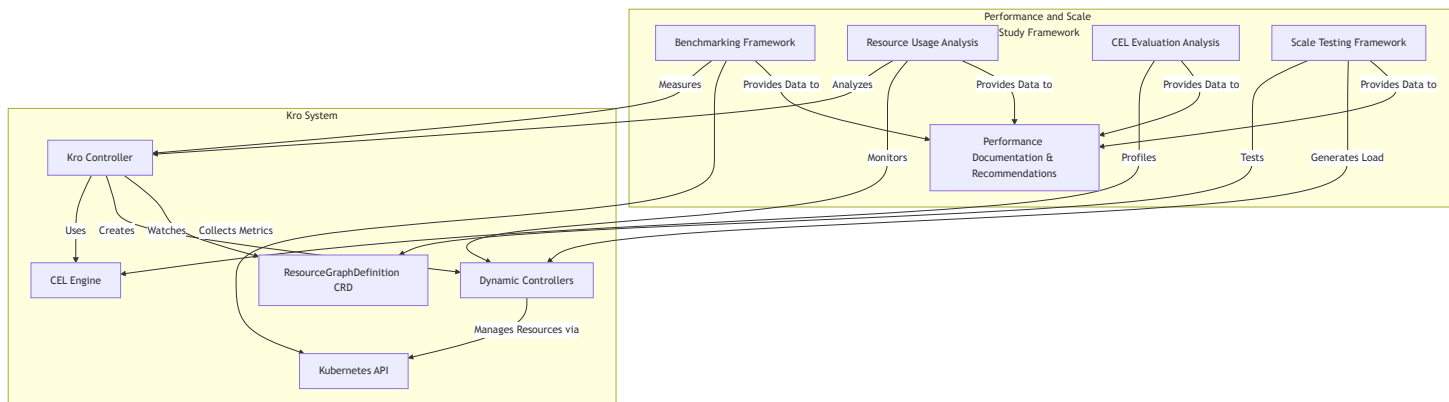 Performance and Scale
Study Framework
Benchmarking Framework
Resource Usage Analysis
CEL Evaluation Analysis
Scale Testing Framework
Measures
Provides Data to
Analyzes
Provides Data to
Provides Data to
Provides Data to
Kro System
Kro Controller
Performance
Documentation &
Recommendations
Monitors
Profiles
Tests
Generates Load
Uses
Creates
Watches
Collects Metrics
CEL Engine
ResourceGraphDefinition
CRD
Dynamic Controllers
Manages Resources via
Kubernetes API